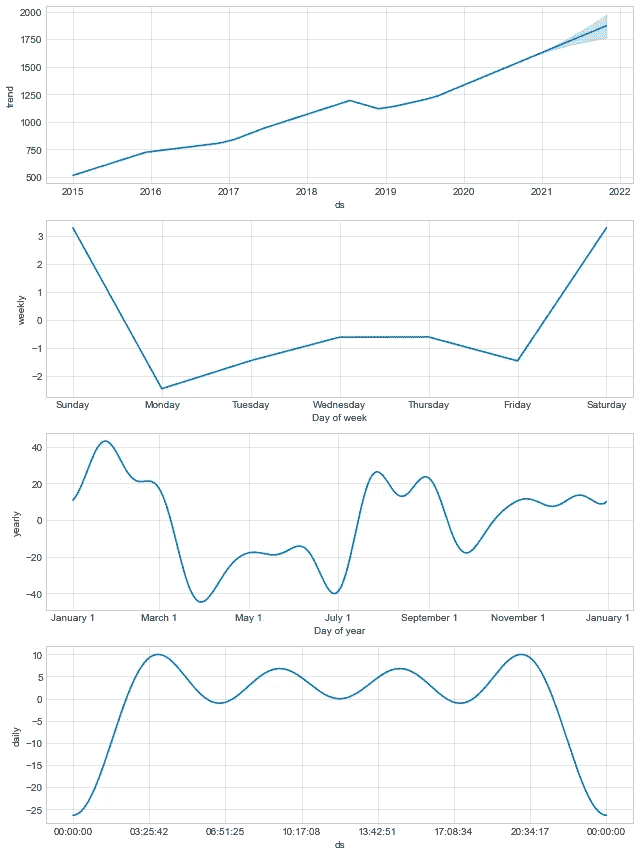 2000
1750
1500
1250
1000
750
500
trend
2015 2016 2017 2018 2019 2020 2021 2022
ds
3
2
1
0
−1
−2
weekly
Sunday Monday Tuesday Wednesday Thursday Friday Saturday
Day of week
40
20
0
−20
−40
yearly
January 1 March 1 May 1 July 1 September 1 November 1 January 1
Day of year
10
5
0
−5
−10
−15
−20
−25
daily
00:00:00 03:25:42 06:51:25 10:17:08 13:42:51 17:08:34 20:34:17 00:00:00
ds